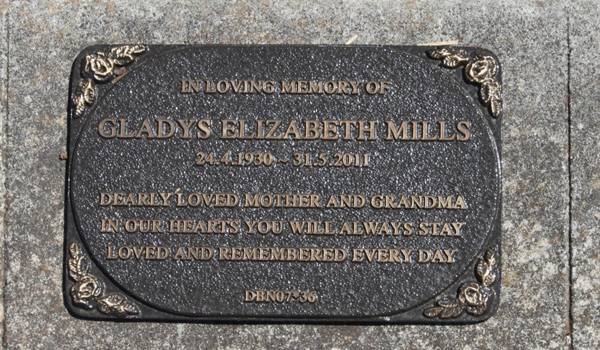 IN LOVING MEMORY OF
GLADYS ELIZABETH MILLS
24.4.1930 ~ 31.5.2011
DEARLY LOVED MOTHER AND GRANDMA
IN OUR HEARTS YOU WILL ALWAYS STAY
LOVED AND REMEMBERED EVERY DAY
DBN07-36